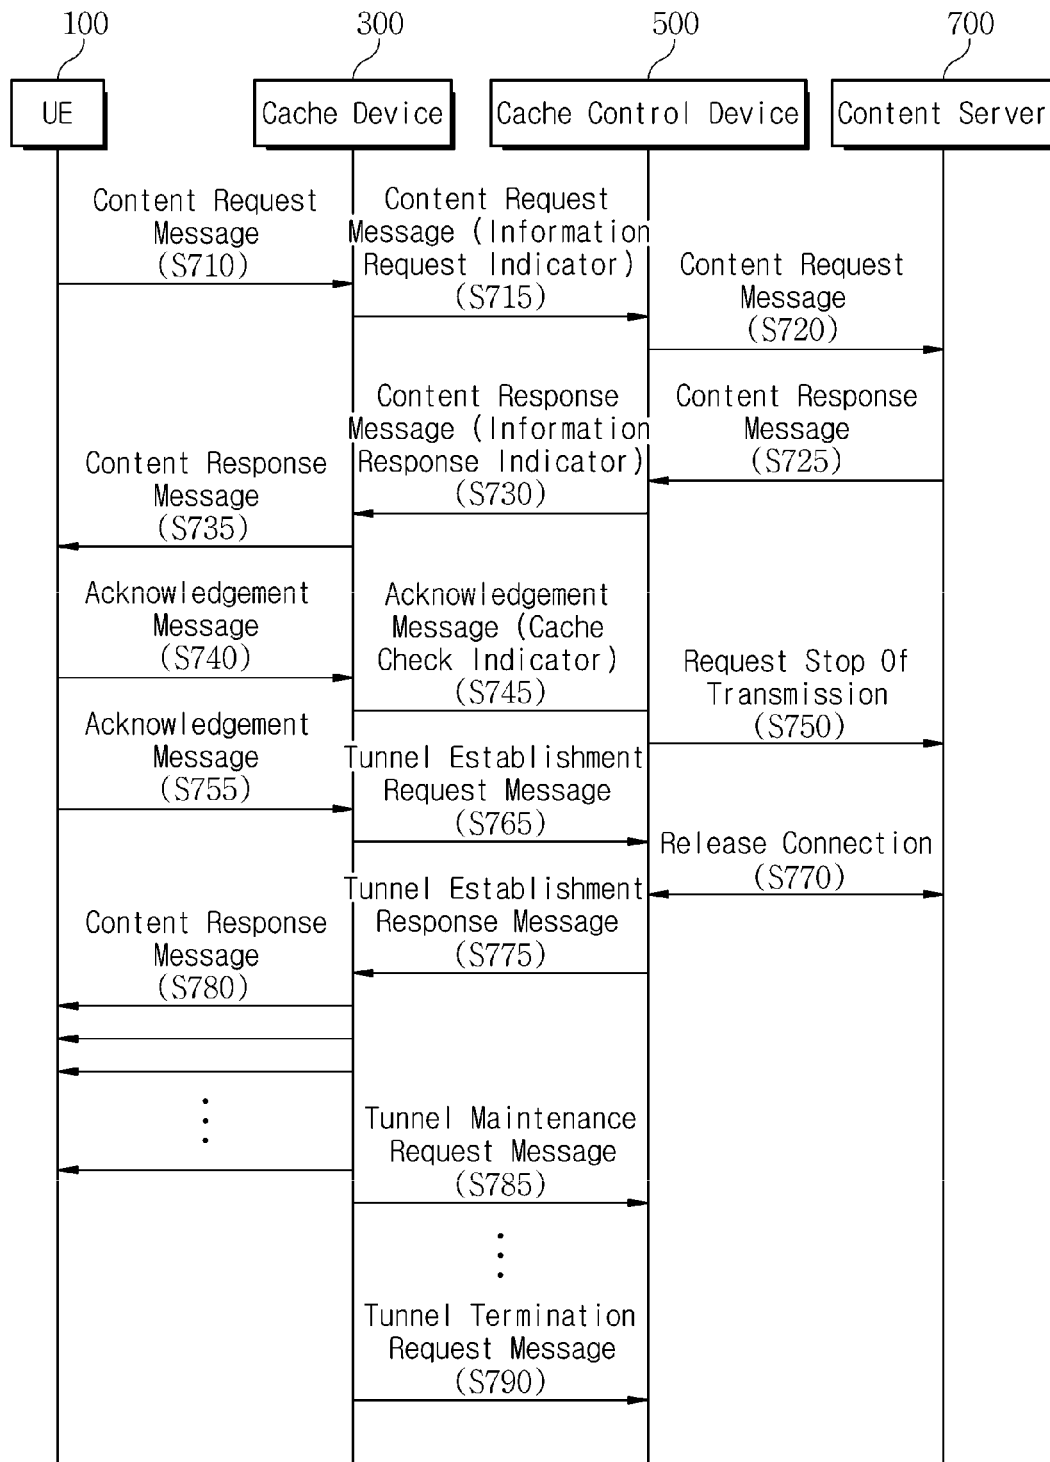 100
300
500
700
UE
Cache Device
Cache Control Device
Content Server
Content Request
Message
(S710)
Content Request
Message (Information
Request Indicator)
(S715)
Content Request
Message
(S720)
Content Response
Message
(S725)
Content Response
Message (Information
Response Indicator)
(S730)
Content Response
Message
(S735)
Acknowledgement
Message
(S740)
Acknowledgement
Message (Cache
Check Indicator)
(S745)
Request Stop Of
Transmission
(S750)
Acknowledgement
Message
(S755)
Tunnel Establishment
Request Message
(S765)
Release Connection
(S770)
Tunnel Establishment
Response Message
(S775)
Content Response
Message
(S780)
Tunnel Maintenance
Request Message
(S785)
Tunnel Termination
Request Message
(S790)